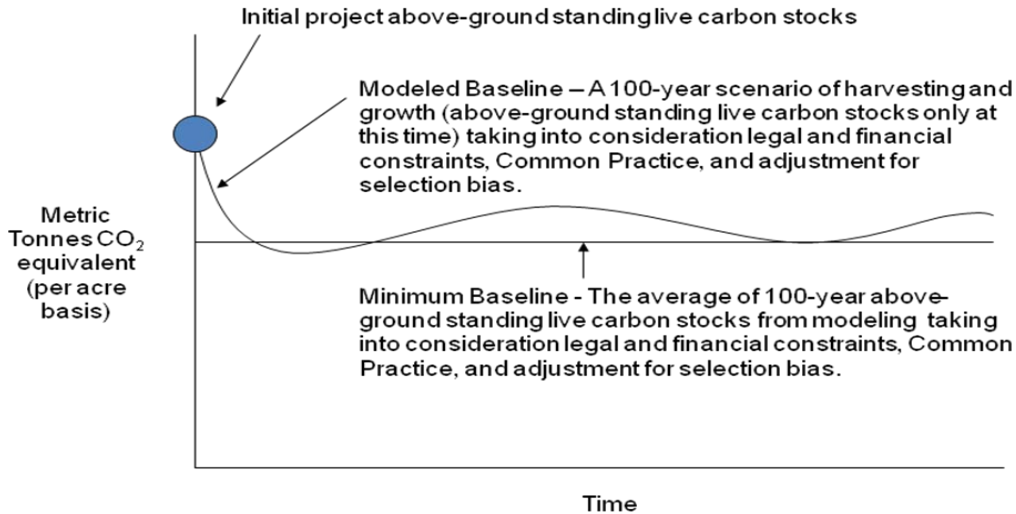 Initial project above-ground standing live carbon stocks
Modeled Baseline – A 100-year scenario of harvesting and
growth (above-ground standing live carbon stocks only at
this time) taking into consideration legal and financial
constraints, Common Practice, and adjustment for
selection bias.
Metric
Tonnes CO₂
equivalent
(per acre
basis)
Minimum Baseline - The average of 100-year above-
ground standing live carbon stocks from modeling taking
into consideration legal and financial constraints, Common
Practice, and adjustment for selection bias.
Time